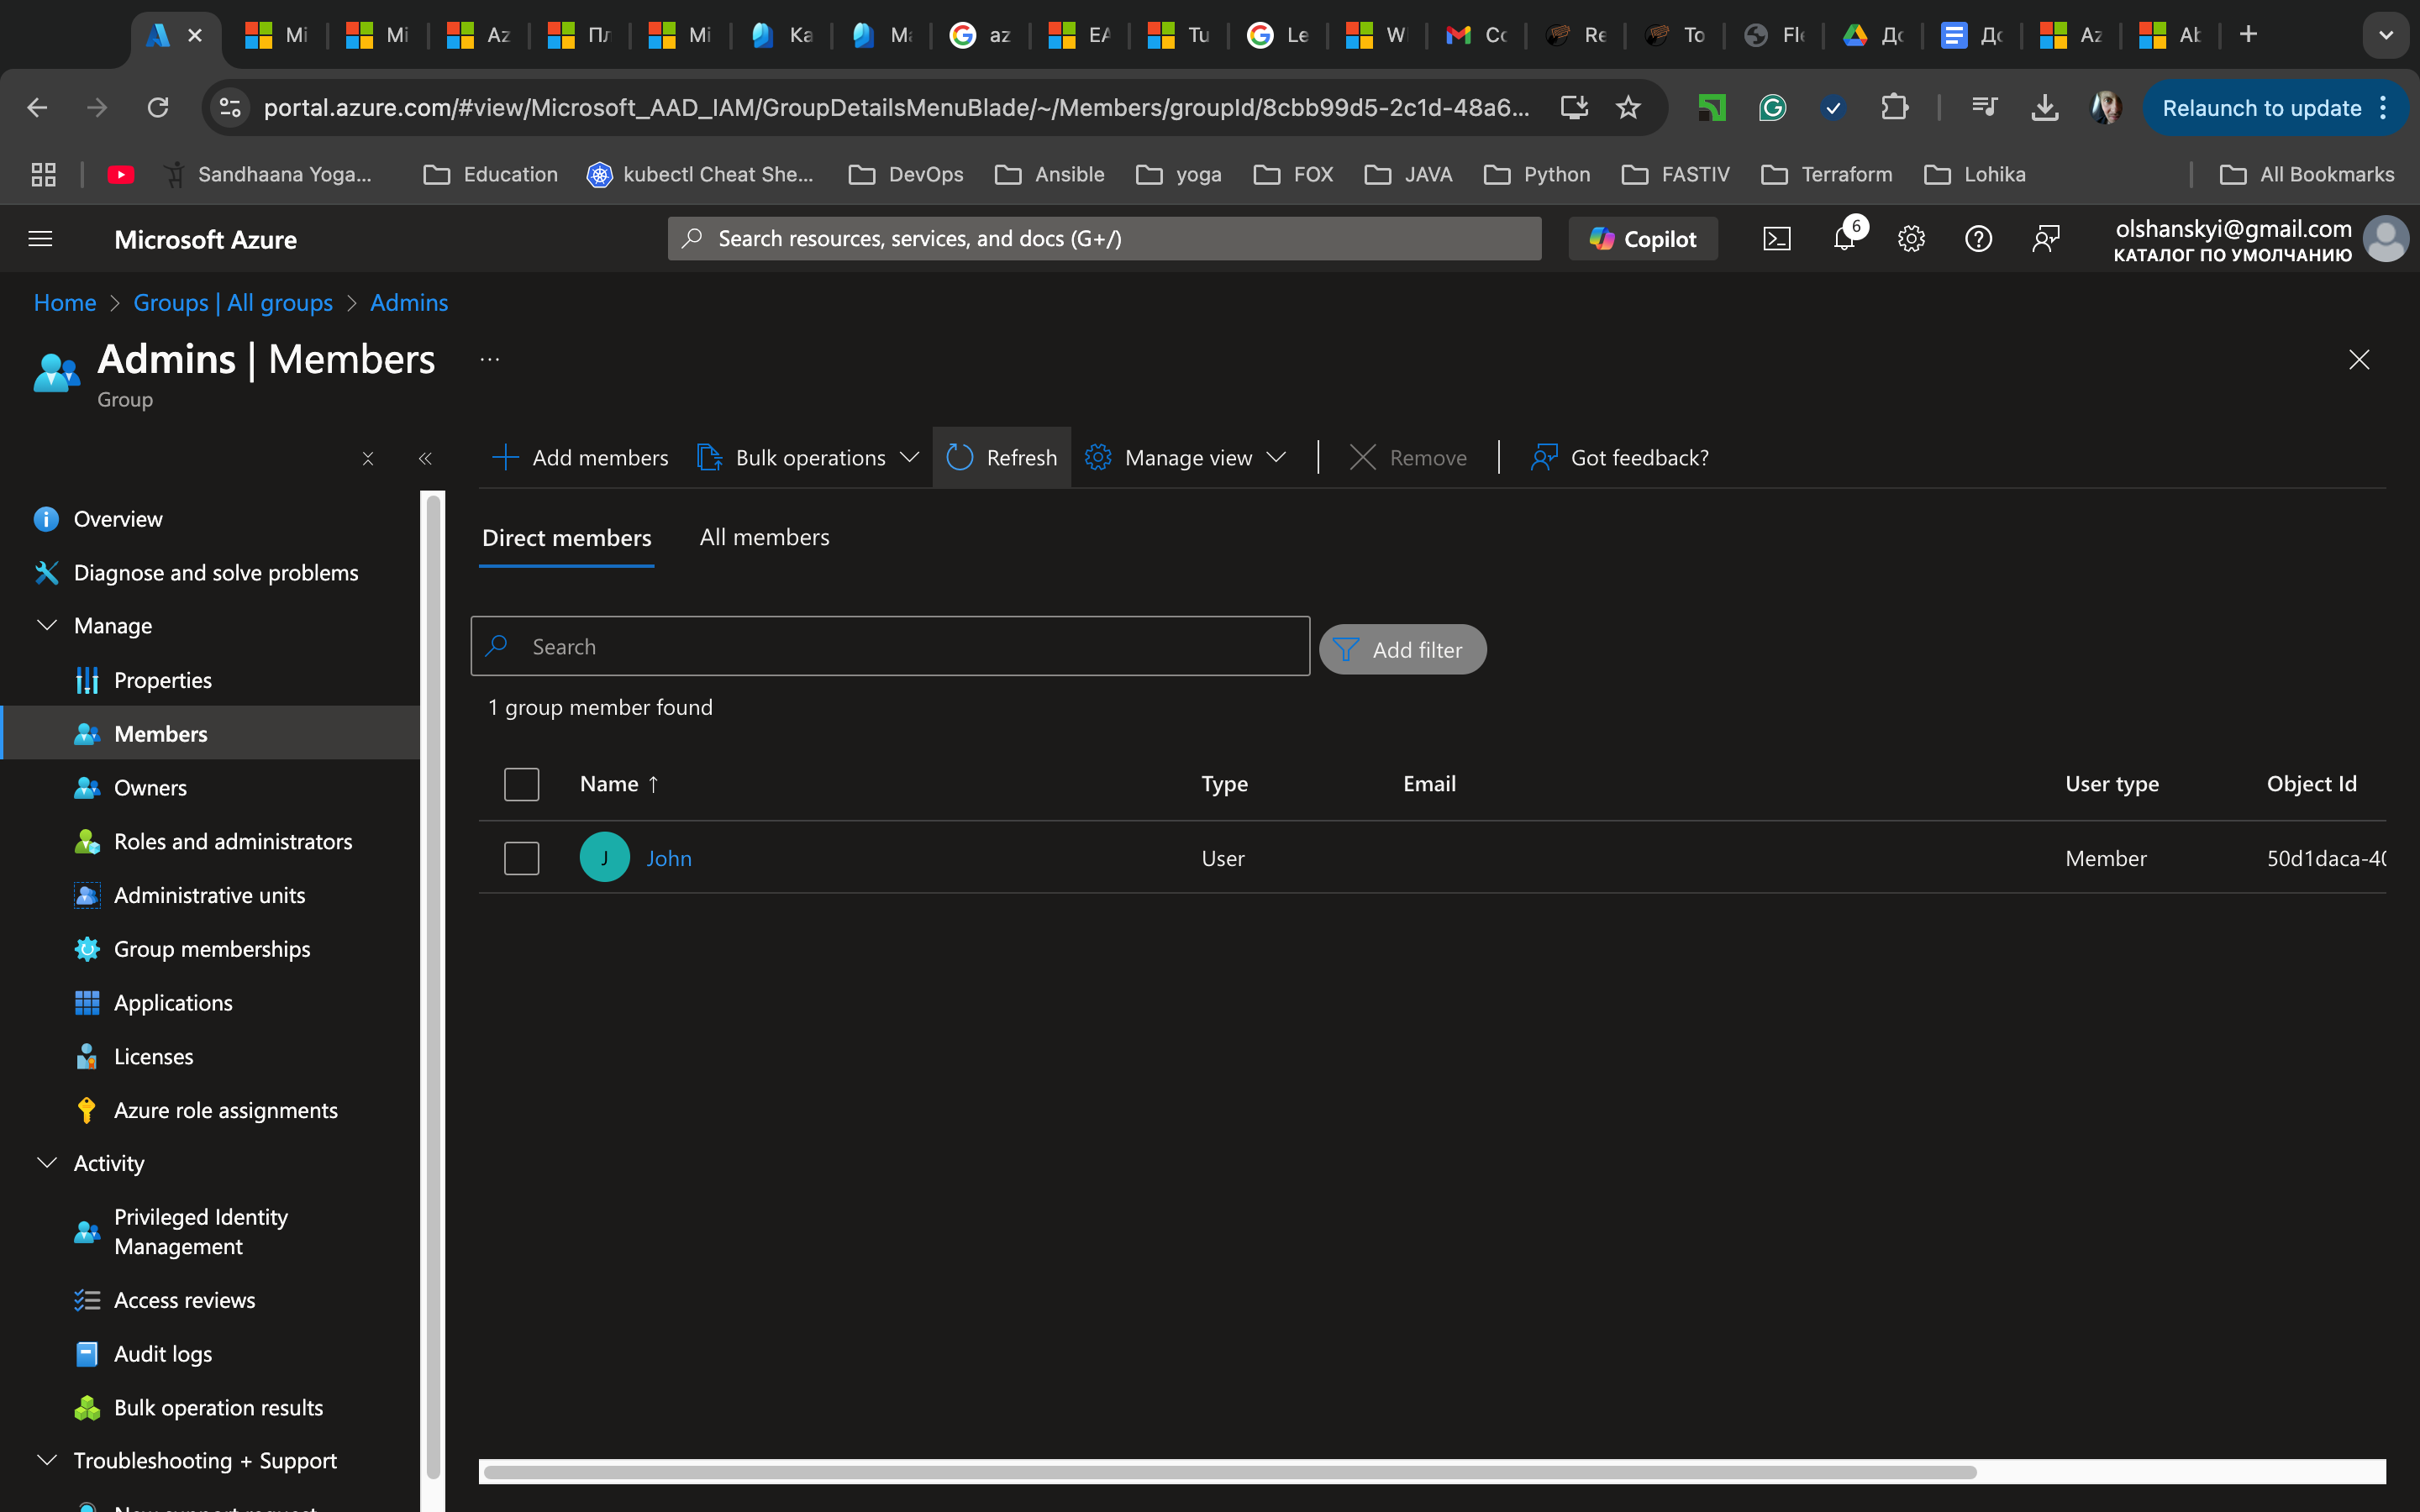 Mi
Mi
Az
Пл
Mi
Ka
Ma
az
EA
Tu
Le
W
Co
Re
To
Fle
До
До
Az
Ab
portal.azure.com/#view/Microsoft_AAD_IAM/GroupDetailsMenuBlade/~/Members/groupId/8cbb99d5-2c1d-48a6...
Relaunch to update
Sandhaana Yoga...
Education
kubectl Cheat She...
DevOps
Ansible
yoga
FOX
JAVA
Python
FASTIV
Terraform
Lohika
All Bookmarks
Microsoft Azure
Search resources, services, and docs (G+/)
Copilot
6
olshanskyi@gmail.com
КАТАЛОГ ПО УМОЛЧАНИЮ
Home > Groups | All groups > Admins
Admins | Members ...
Group
Add members
Bulk operations
Refresh
Manage view
Remove
Got feedback?
Overview
Diagnose and solve problems
Manage
Properties
Members
Owners
Roles and administrators
Administrative units
Group memberships
Applications
Licenses
Azure role assignments
Activity
Privileged Identity
Management
Access reviews
Audit logs
Bulk operation results
Troubleshooting + Support
Direct members
All members
Search
Add filter
1 group member found
Name ↑
Type
Email
User type
Object Id
J
John
User
Member
50d1daca-40